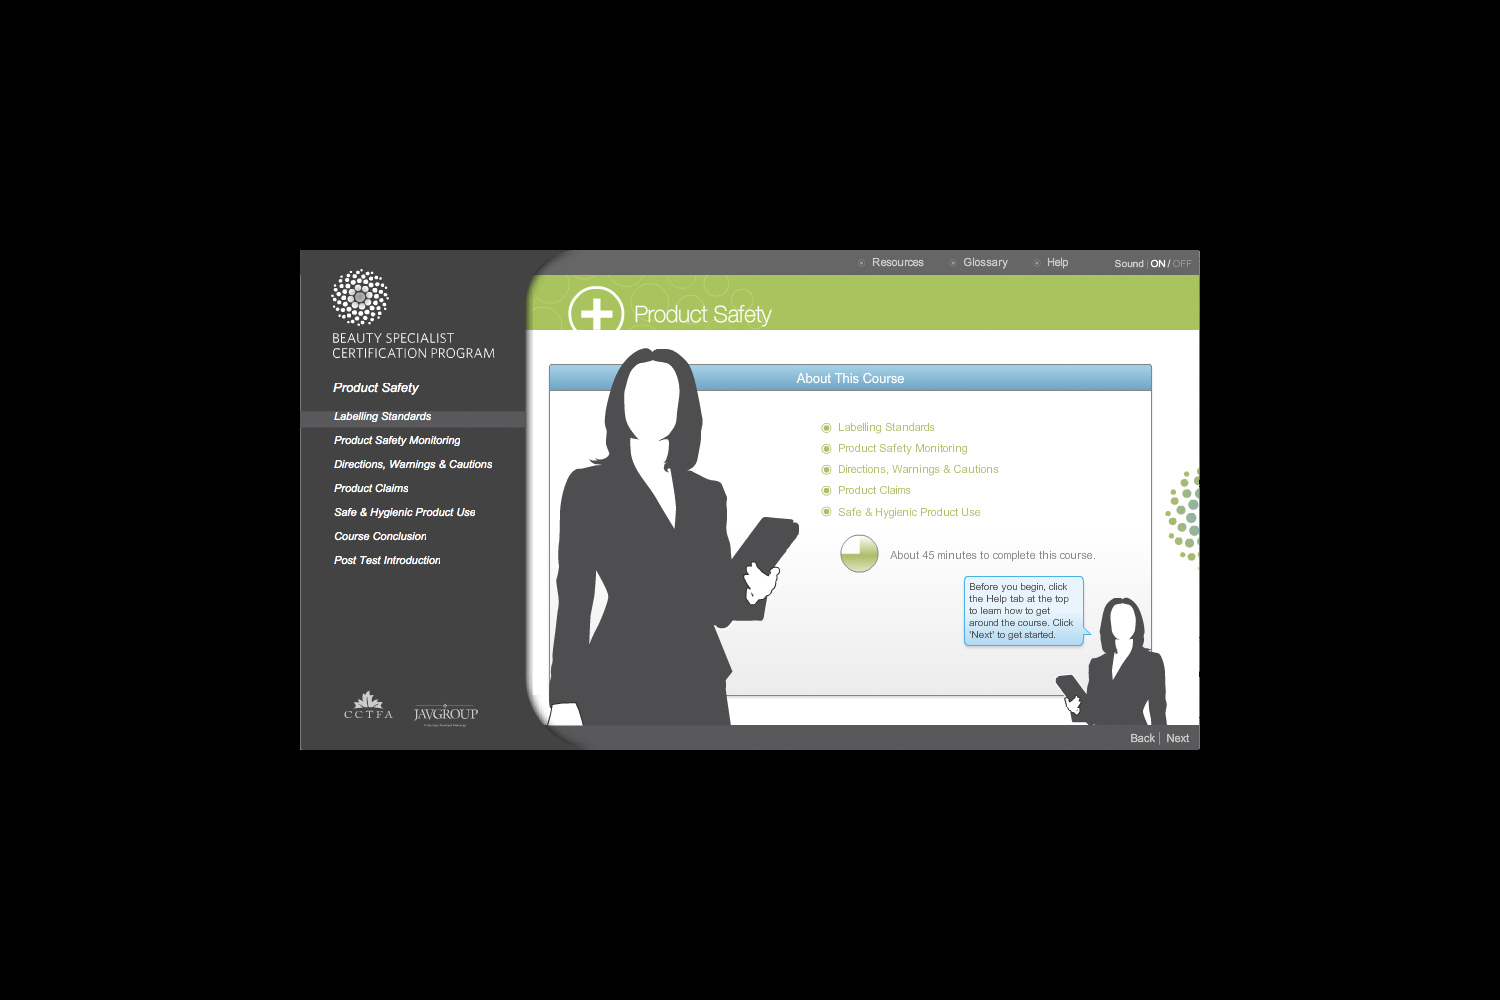 Resources
Glossary
Help
Sound | ON / OFF
BEAUTY SPECIALIST
CERTIFICATION PROGRAM
Product Safety
Labelling Standards
Product Safety Monitoring
Directions, Warnings & Cautions
Product Claims
Safe & Hygienic Product Use
Course Conclusion
Post Test Introduction
CCTFA
JAVGROUP
Product Safety
About This Course
Labelling Standards
Product Safety Monitoring
Directions, Warnings & Cautions
Product Claims
Safe & Hygienic Product Use
About 45 minutes to complete this course.
Before you begin, click
the Help tab at the top
to learn how to get
around the course. Click
'Next' to get started.
Back | Next